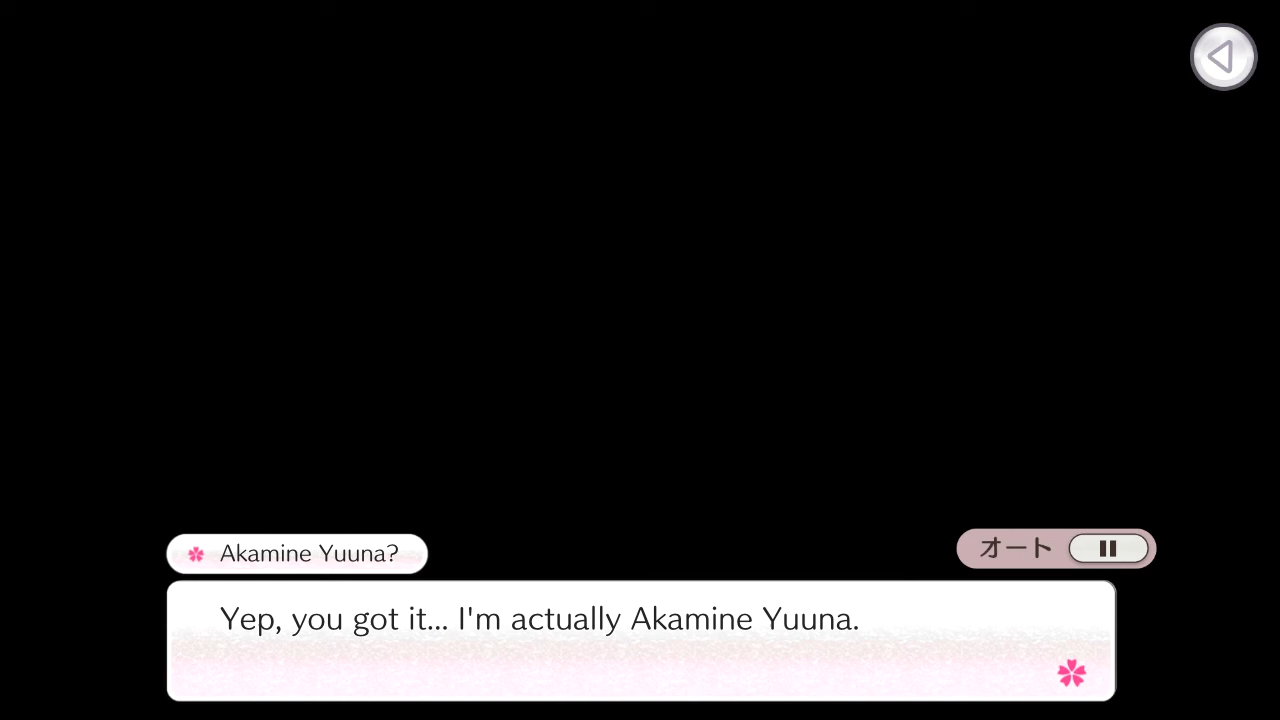 Akamine Yuuna?
オート
Yep, you got it... I'm actually Akamine Yuuna.